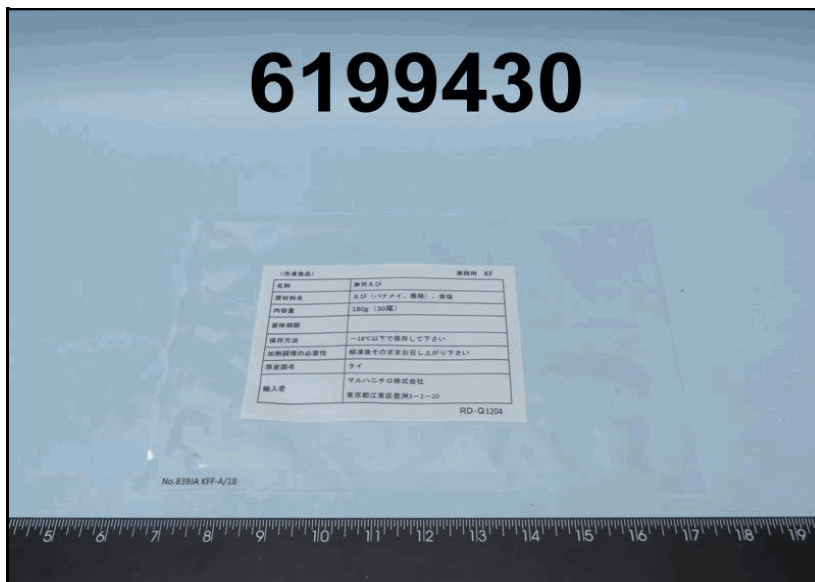 6199430
(冷凍食品) 業務用 KF
名称 寿司えび
原材料名 えび(バナメイ、養殖)、食塩
内容量 180g (30尾)
賞味期限
保存方法 -18℃以下で保存して下さい
加熱調理の必要性 解凍後そのままお召し上がり下さい
原産国名 タイ
輸入者 マルハニチロ株式会社
東京都江東区豊洲3-2-20
RD-Q1204
No.839JA KFF-A/18
5 6 7 8 9 10 11 12 13 14 15 16 17 18 19